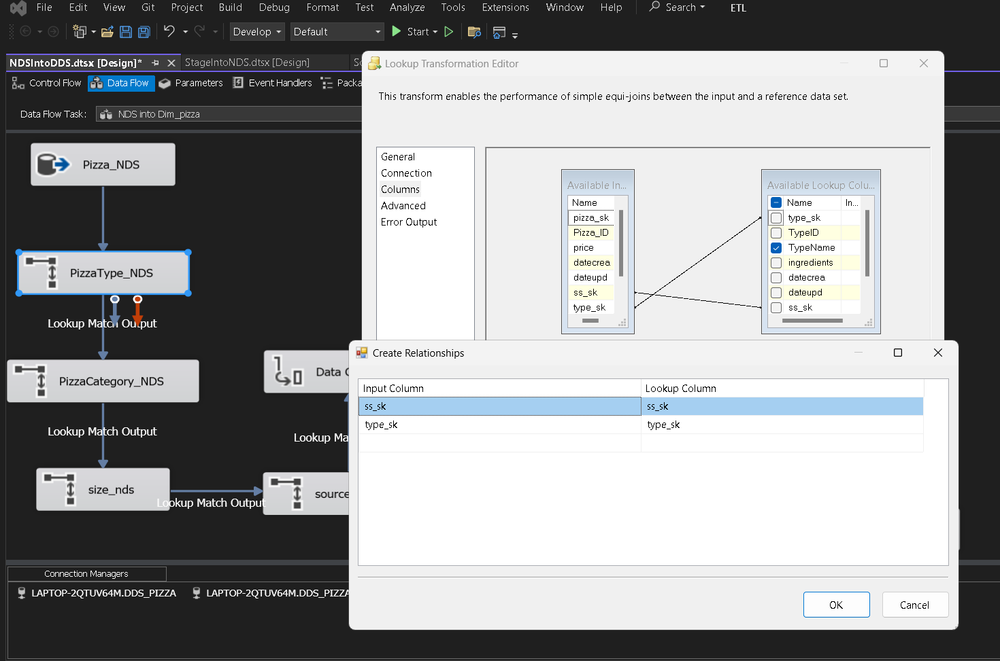 File Edit View Git Project Build Debug Format Test Analyze Tools Extensions Window Help Search ETL
Develop Default Start
NDSIntoDDS.dtsx [Design]* StageIntoNDS.dtsx [Design]
Control Flow Data Flow Parameters Event Handlers Packa
Data Flow Task: NDS into Dim_pizza
Pizza_NDS
PizzaType_NDS
Lookup Match Output
PizzaCategory_NDS
Lookup Match Output
size_nds
Lookup Match Output
source
Lookup Ma
Data
Lookup Transformation Editor
This transform enables the performance of simple equi-joins between the input and a reference data set.
General
Connection
Columns
Advanced
Error Output
Available In...
Name
pizza_sk
Pizza_ID
price
datecrea
dateupd
ss_sk
type_sk
Available Lookup Colu...
Name In...
type_sk
TypeID
TypeName
ingredients
datecrea
dateupd
ss_sk
Create Relationships
Input Column Lookup Column
ss_sk ss_sk
type_sk type_sk
OK Cancel
Connection Managers
LAPTOP-2QTUV64M.DDS_PIZZA LAPTOP-2QTUV64M.DDS_PIZZA